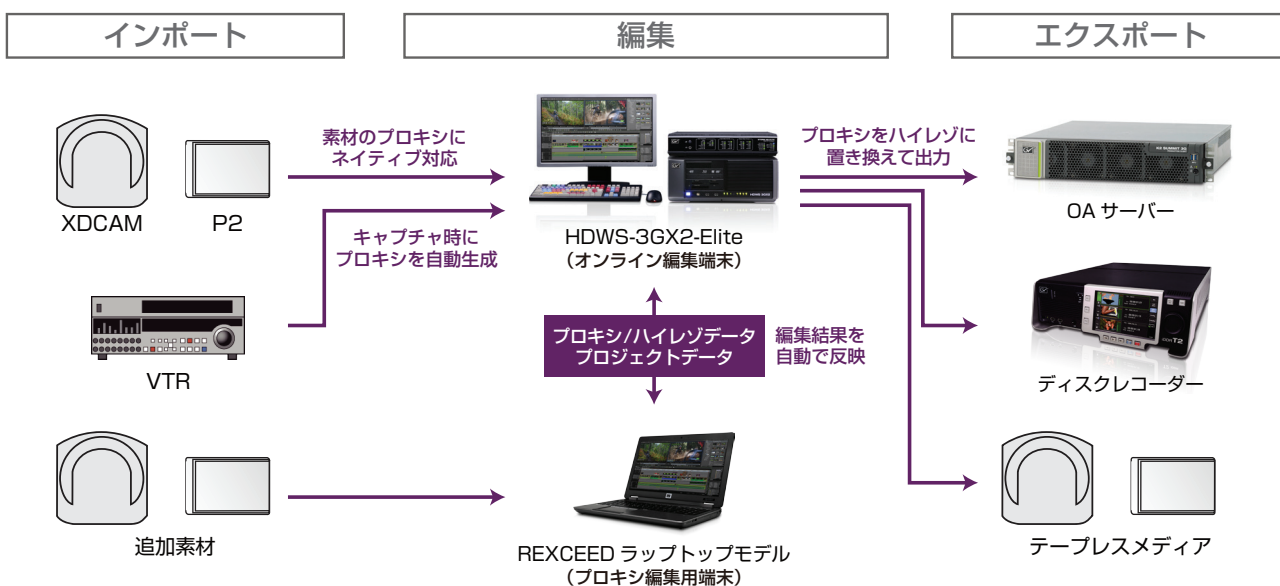 インポート
編集
エクスポート
素材のプロキシに
ネイティブ対応
プロキシをハイレゾに
置き換えて出力
XDCAM
P2
キャプチャ時に
プロキシを自動生成
HDWS-3GX2-Elite
（オンライン編集端末）
OA サーバー
プロキシ/ハイレゾデータ
プロジェクトデータ
編集結果を
自動で反映
VTR
T2
ディスクレコーダー
追加素材
REXCEED ラップトップモデル
（プロキシ編集用端末）
テープレスメディア